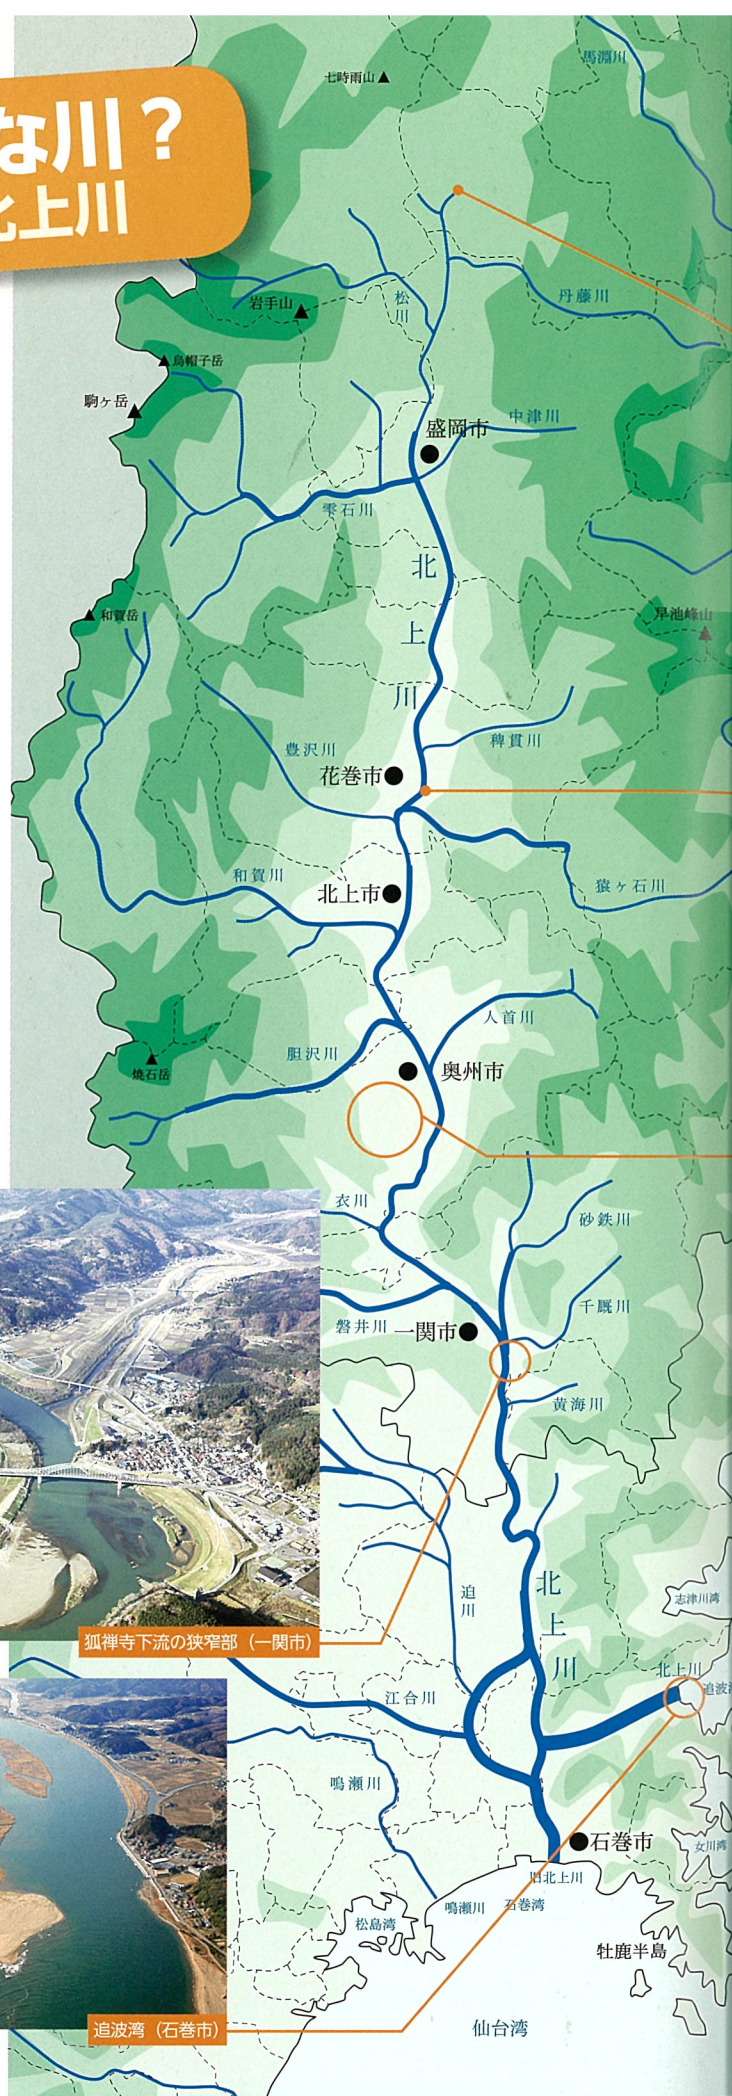 な川？
北上川
馬淵川
七時雨山
丹藤川
松川
岩手山
烏帽子岳
駒ヶ岳
中津川
盛岡市
雫石川
北上川
和賀岳
早池峰山
豊沢川
稗貫川
花巻市
和賀川
猿ヶ石川
北上市
人首川
胆沢川
焼石岳
奥州市
衣川
砂鉄川
千厩川
磐井川
一関市
黄海川
狐禅寺下流の狭窄部（一関市）
迫川
北上川
志津川湾
北上川
追波湾
江合川
鳴瀬川
石巻市
女川湾
旧北上川
鳴瀬川
石巻湾
松島湾
牡鹿半島
追波湾（石巻市）
仙台湾